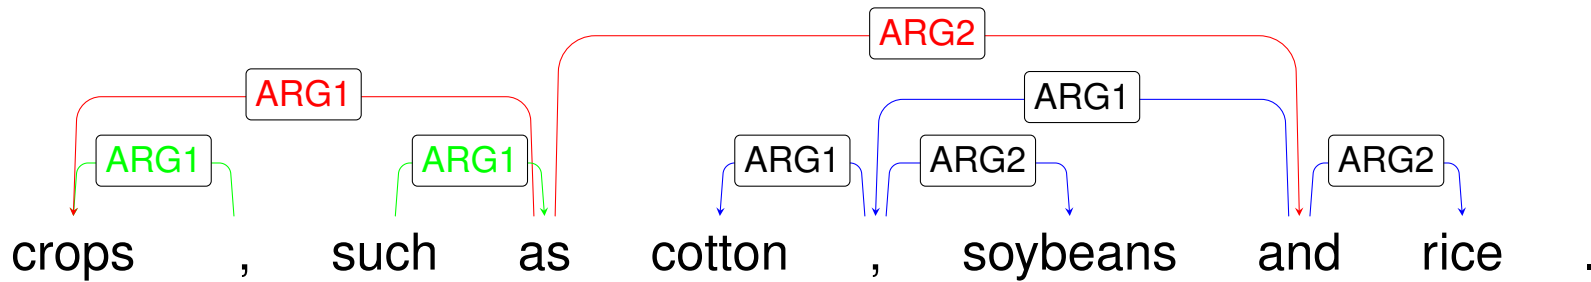 ARG2
ARG1 ARG1
ARG1 ARG1 ARG1 ARG2 ARG2
crops , such as cotton , soybeans and rice .